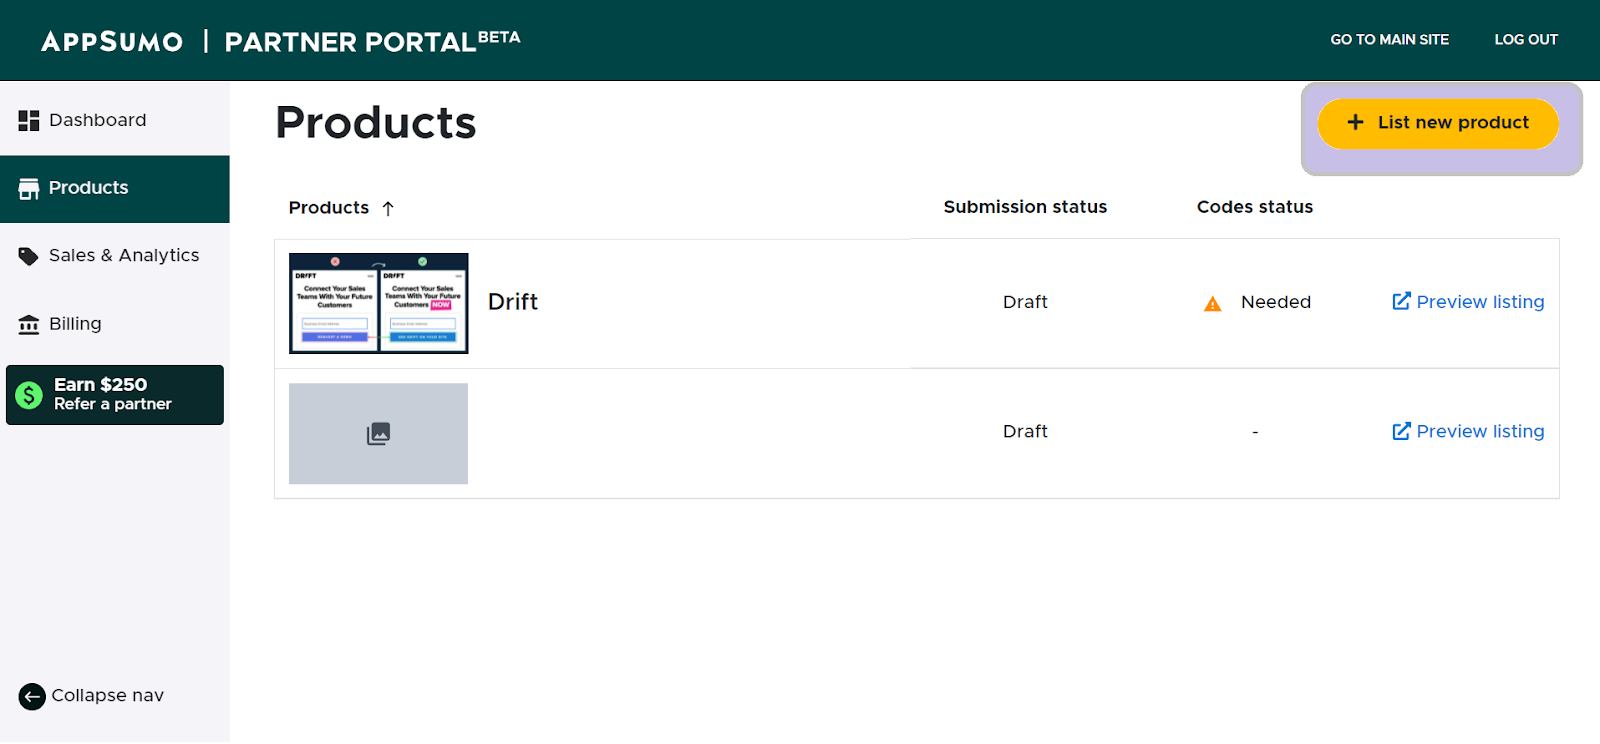 APPSUMO | PARTNER PORTAL BETA
GO TO MAIN SITE
LOG OUT
Dashboard
Products
Sales & Analytics
Billing
Earn $250
Refer a partner
Collapse nav
Products
+ List new product
Products ↑
Submission status
Codes status
DRIFT
Connect Your Sales
Teams With Your Future
Customers
DRIFT
Connect Your Sales
Teams With Your Future
Customers NOW
Drift
Draft
Needed
Preview listing
Draft
-
Preview listing